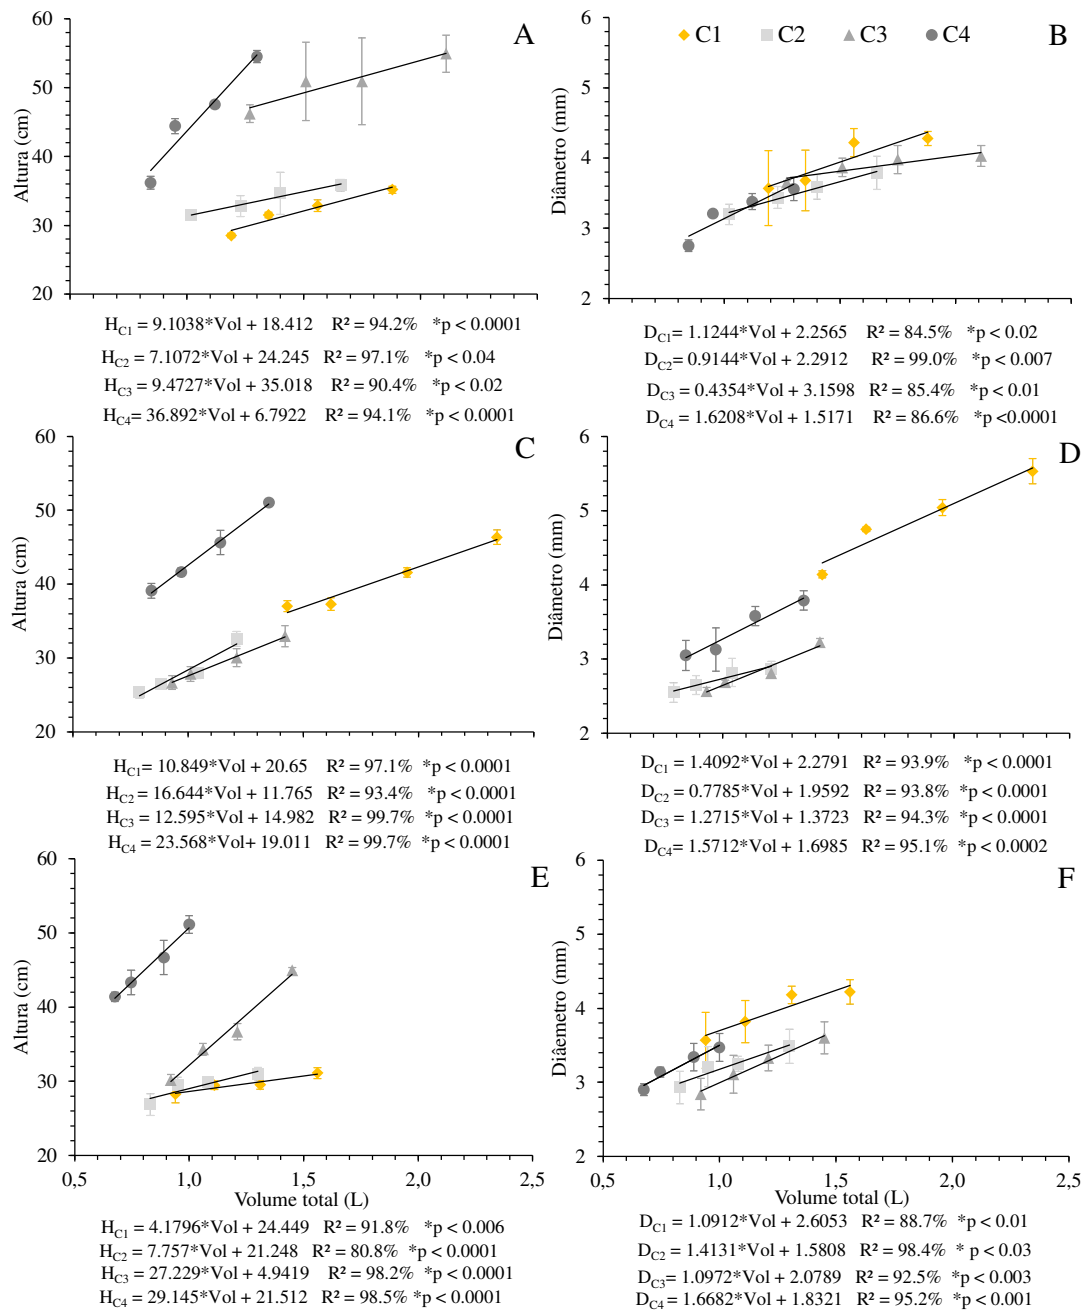 A
60
50
40
30
20
Altura (cm)
H_C1 = 9.1038*Vol + 18.412 R² = 94.2% *p < 0.0001
H_C2 = 7.1072*Vol + 24.245 R² = 97.1% *p < 0.04
H_C3 = 9.4727*Vol + 35.018 R² = 90.4% *p < 0.02
H_C4 = 36.892*Vol + 6.7922 R² = 94.1% *p < 0.0001
B
C1 C2 C3 C4
6
5
4
3
2
Diâmetro (mm)
D_C1 = 1.1244*Vol + 2.2565 R² = 84.5% *p < 0.02
D_C2 = 0.9144*Vol + 2.2912 R² = 99.0% *p < 0.007
D_C3 = 0.4354*Vol + 3.1598 R² = 85.4% *p < 0.01
D_C4 = 1.6208*Vol + 1.5171 R² = 86.6% *p <0.0001
C
60
50
40
30
20
Altura (cm)
H_C1= 10.849*Vol + 20.65 R² = 97.1% *p < 0.0001
H_C2 = 16.644*Vol + 11.765 R² = 93.4% *p < 0.0001
H_C3 = 12.595*Vol + 14.982 R² = 99.7% *p < 0.0001
H_C4 = 23.568*Vol + 19.011 R² = 99.7% *p < 0.0001
D
6
5
4
3
2
Diâmetro (mm)
D_C1 = 1.4092*Vol + 2.2791 R² = 93.9% *p < 0.0001
D_C2 = 0.7785*Vol + 1.9592 R² = 93.8% *p < 0.0001
D_C3 = 1.2715*Vol + 1.3723 R² = 94.3% *p < 0.0001
D_C4= 1.5712*Vol + 1.6985 R² = 95.1% *p < 0.0002
E
60
50
40
30
20
Altura (cm)
0,5 1,0 1,5 2,0 2,5
Volume total (L)
H_C1 = 4.1796*Vol + 24.449 R² = 91.8% *p < 0.006
H_C2 = 7.757*Vol + 21.248 R² = 80.8% *p < 0.0001
H_C3 = 27.229*Vol + 4.9419 R² = 98.2% *p < 0.0001
H_C4 = 29.145*Vol + 21.512 R² = 98.5% *p < 0.0001
F
6
5
4
3
2
Diâemetro (mm)
0,5 1,0 1,5 2,0 2,5
Volume total (L)
D_C1 = 1.0912*Vol + 2.6053 R² = 88.7% *p < 0.01
D_C2 = 1.4131*Vol + 1.5808 R² = 98.4% * p < 0.03
D_C3 = 1.0972*Vol + 2.0789 R² = 92.5% *p < 0.003
D_C4 = 1.6682*Vol + 1.8321 R² = 95.2% *p < 0.001